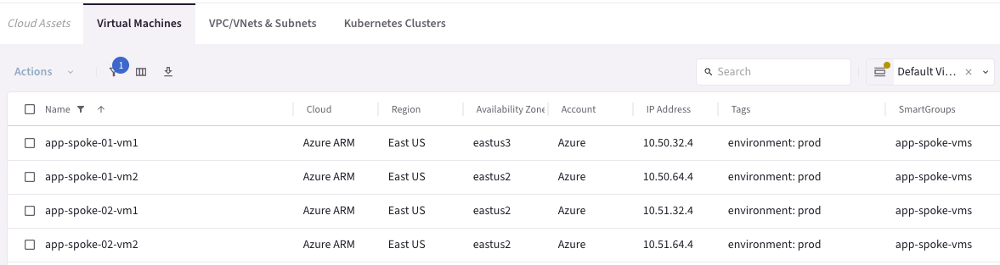 Cloud Assets Virtual Machines VPC/VNets & Subnets Kubernetes Clusters
Actions 1 Search Default Vi...
Name Cloud Region Availability Zone Account IP Address Tags SmartGroups
app-spoke-01-vm1 Azure ARM East US eastus3 Azure 10.50.32.4 environment: prod app-spoke-vms
app-spoke-01-vm2 Azure ARM East US eastus2 Azure 10.50.64.4 environment: prod app-spoke-vms
app-spoke-02-vm1 Azure ARM East US eastus2 Azure 10.51.32.4 environment: prod app-spoke-vms
app-spoke-02-vm2 Azure ARM East US eastus2 Azure 10.51.64.4 environment: prod app-spoke-vms